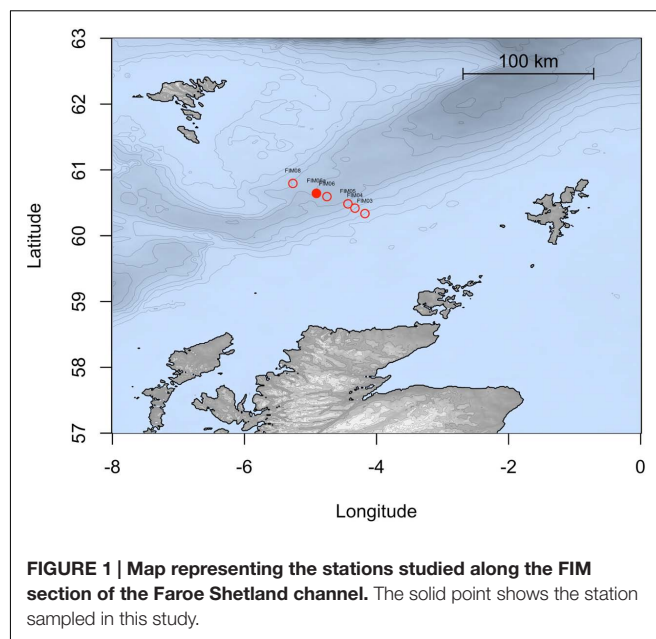 63
62
61
60
59
58
57
Latitude
100 km
FIM08
FIM06a
FIM06
FIM05
FIM04
FIM03
-8 -6 -4 -2 0
Longitude
FIGURE 1 | Map representing the stations studied along the FIM
section of the Faroe Shetland channel. The solid point shows the station
sampled in this study.